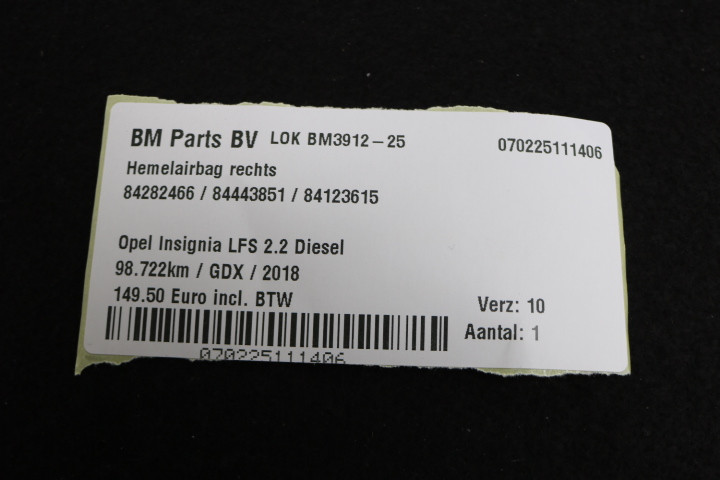 BM Parts BV LOK BM3912-25 070225111406
Hemelairbag rechts
84282466 / 84443851 / 84123615
Opel Insignia LFS 2.2 Diesel
98.722km / GDX / 2018
149.50 Euro incl. BTW
Verz: 10
Aantal: 1
070225111406